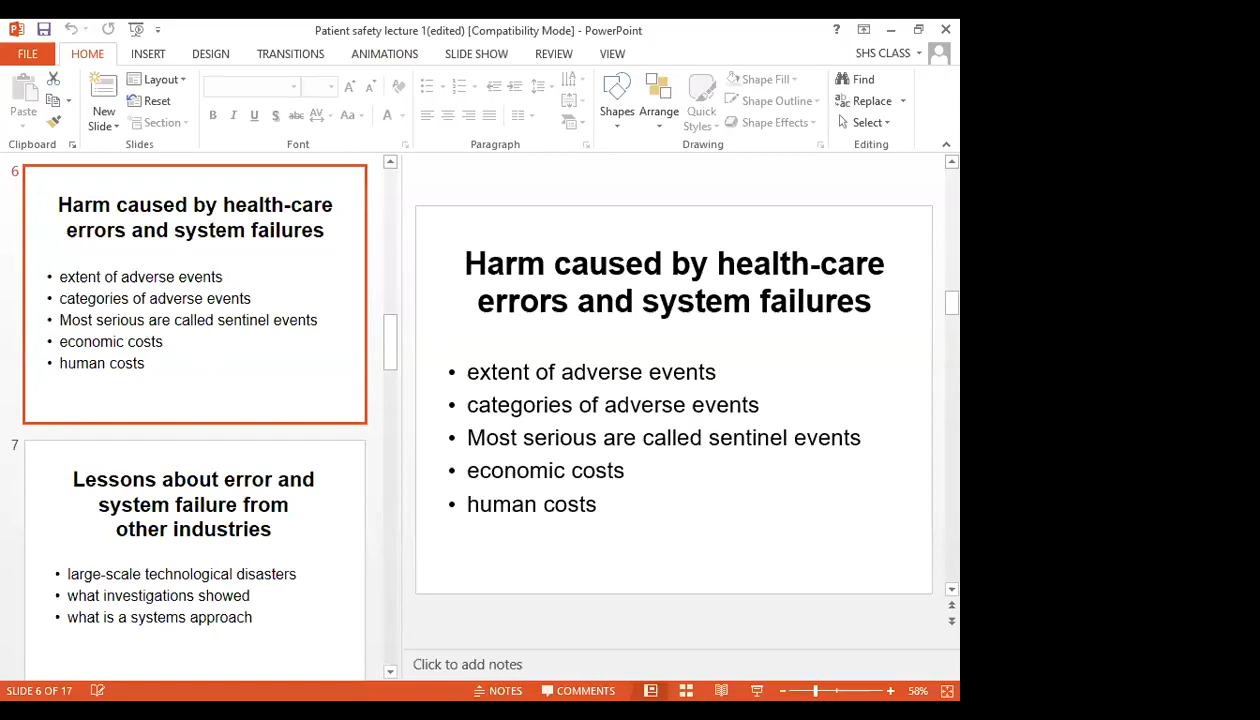 Patient safety lecture 1(edited) [Compatibility Mode] - PowerPoint
?
FILE HOME INSERT DESIGN TRANSITIONS ANIMATIONS SLIDE SHOW REVIEW VIEW SHS CLASS
Paste
Clipboard
New
Slide
Layout
Reset
Section
Slides
B I U S abc AV Aa A
Font
Paragraph
Shapes
Arrange
Quick
Styles
Shape Fill
Shape Outline
Shape Effects
Drawing
Find
Replace
Select
Editing
6
Harm caused by health-care
errors and system failures
• extent of adverse events
• categories of adverse events
• Most serious are called sentinel events
• economic costs
• human costs
7
Lessons about error and
system failure from
other industries
• large-scale technological disasters
• what investigations showed
• what is a systems approach
Harm caused by health-care
errors and system failures
• extent of adverse events
• categories of adverse events
• Most serious are called sentinel events
• economic costs
• human costs
Click to add notes
SLIDE 6 OF 17 NOTES COMMENTS 58%